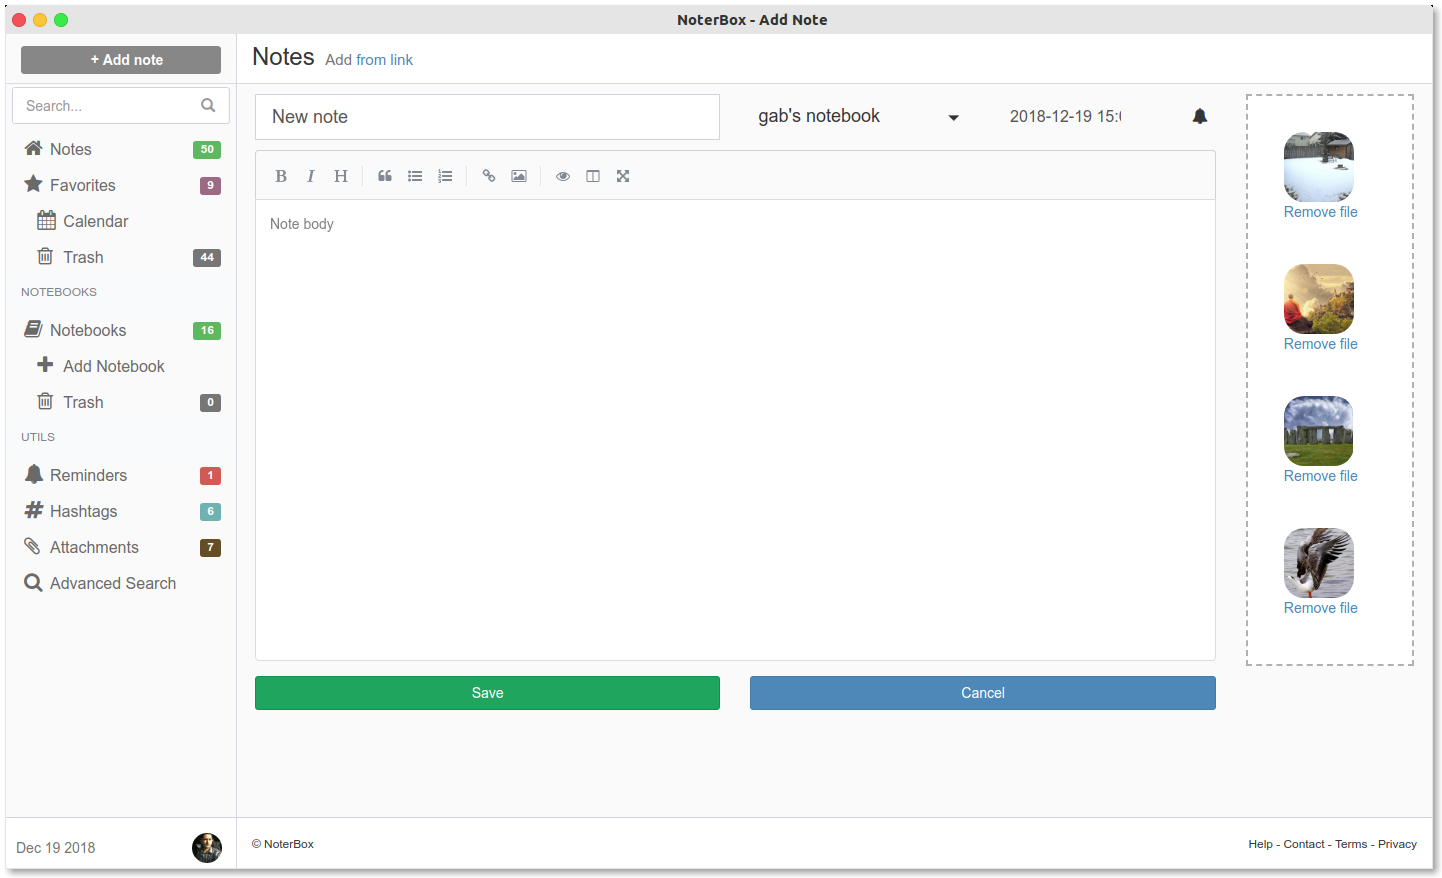 NoterBox - Add Note
+ Add note
Notes Add from link
Search...
Notes 50
Favorites 9
Calendar
Trash 44
NOTEBOOKS
Notebooks 16
Add Notebook
Trash 0
UTILS
Reminders 1
Hashtags 6
Attachments 7
Advanced Search
Dec 19 2018
New note
gab's notebook
2018-12-19 15:
B I H
Note body
Save
Cancel
Remove file
Remove file
Remove file
Remove file
© NoterBox
Help - Contact - Terms - Privacy